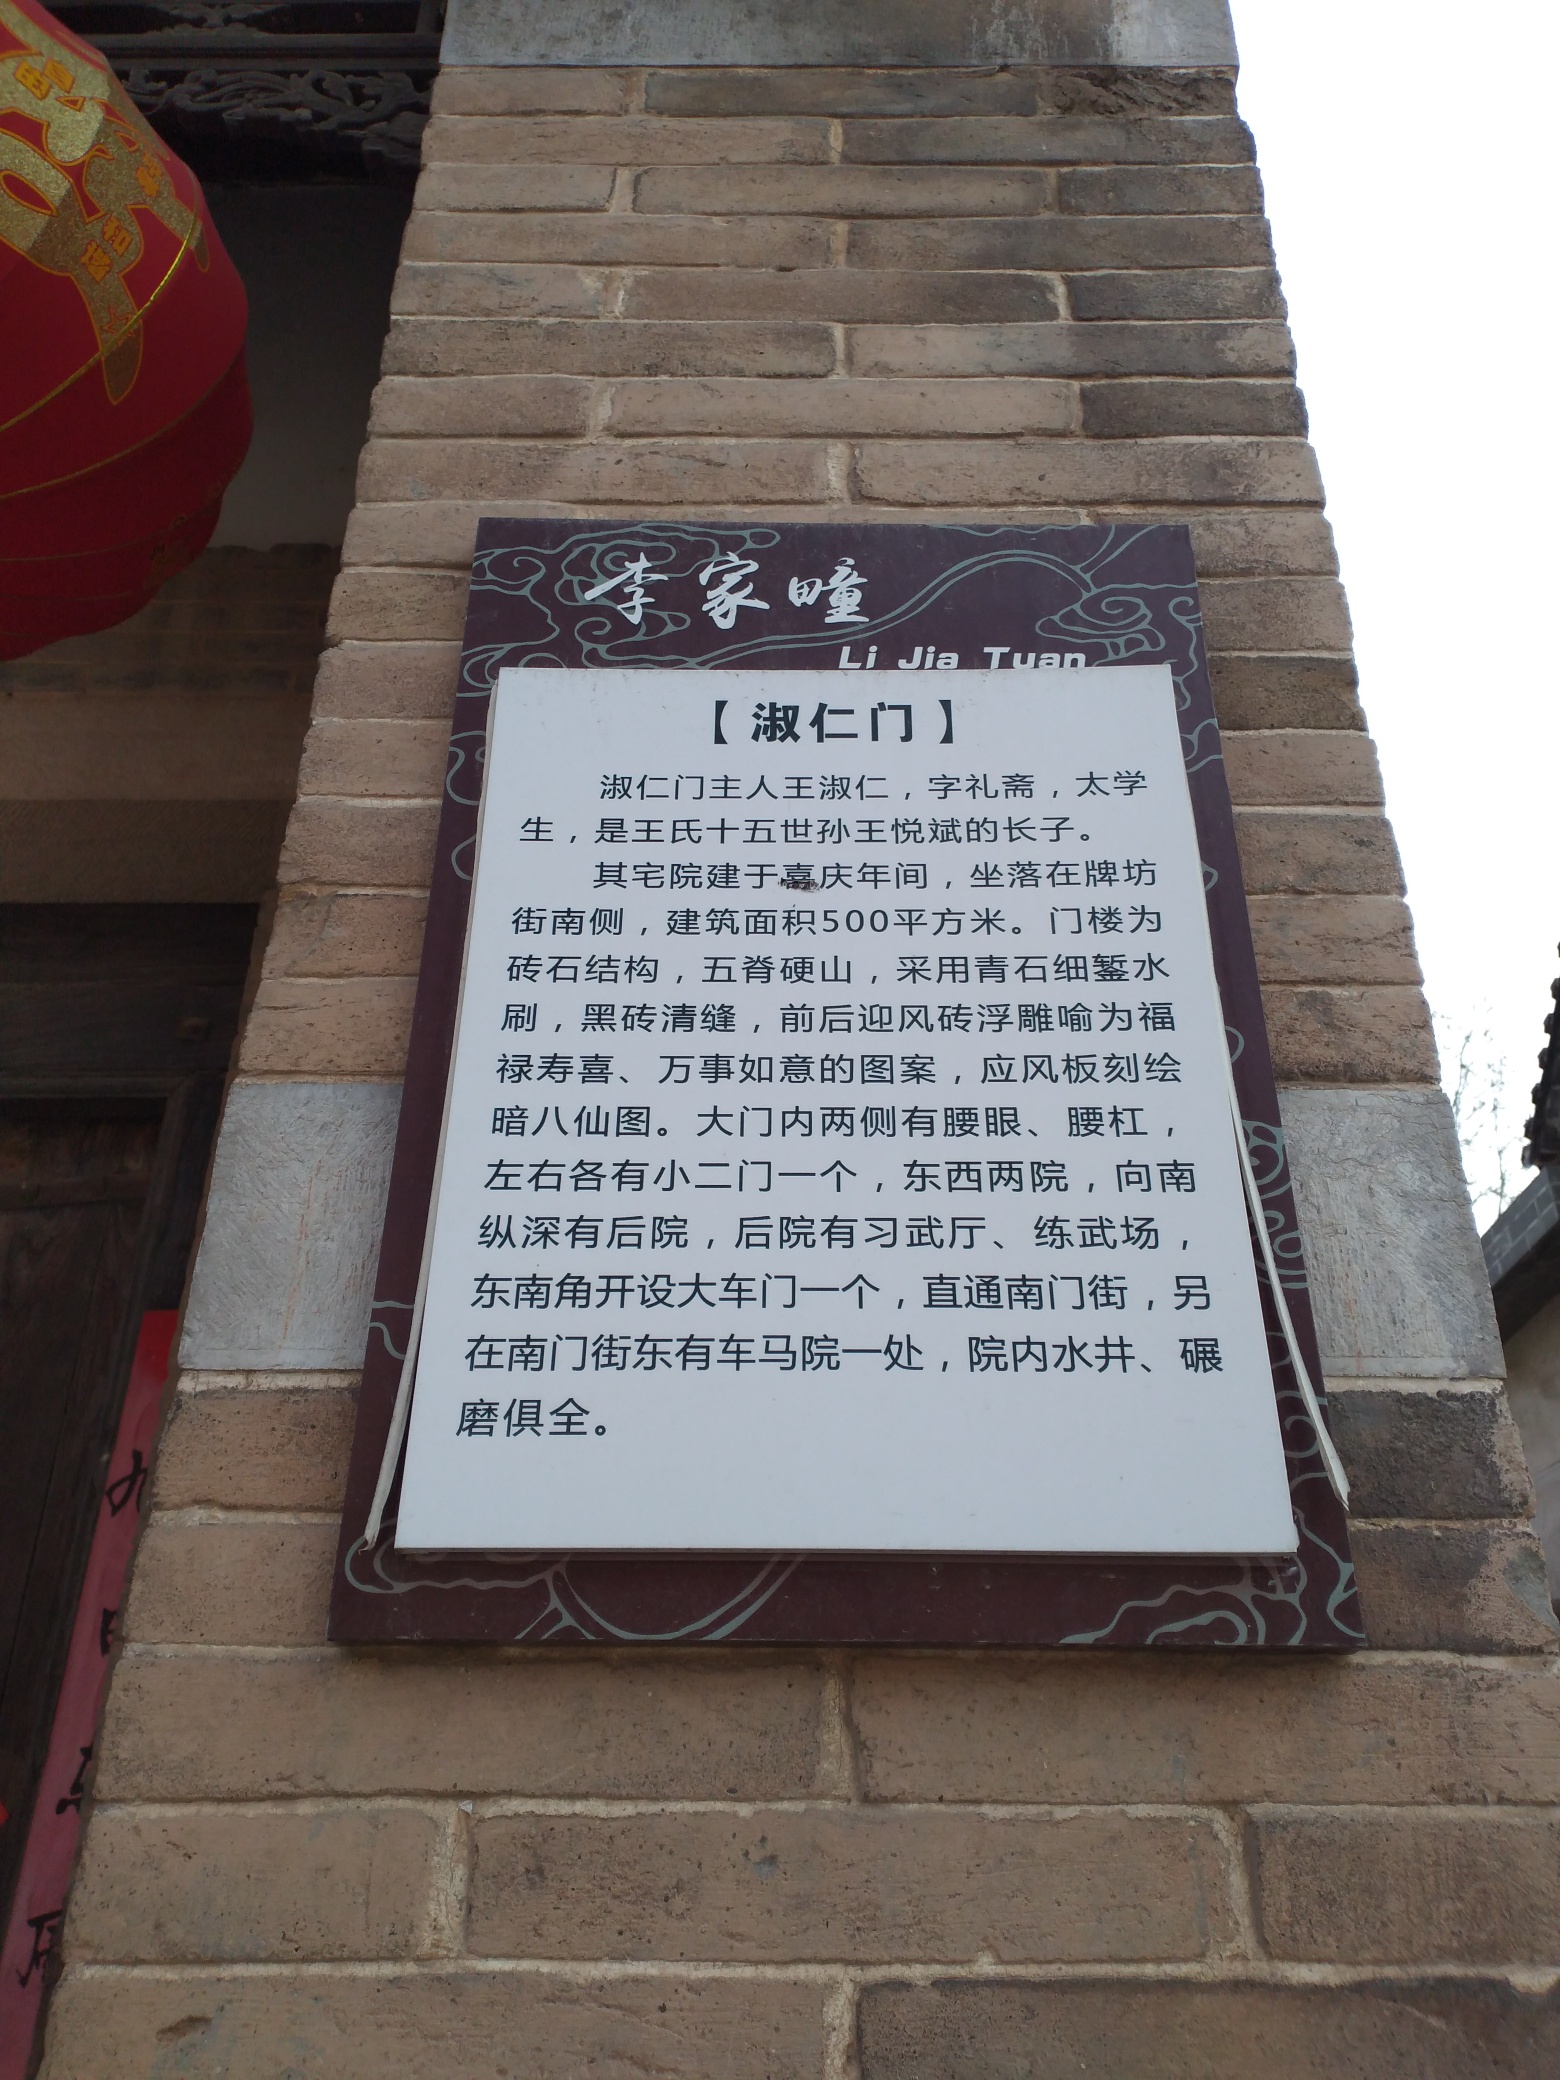 李家疃
Li Jia Tuan
【淑仁门】
淑仁门主人王淑仁，字礼斋，太学
生，是王氏十五世孙王悦斌的长子。
其宅院建于嘉庆年间，坐落在牌坊
街南侧，建筑面积500平方米。门楼为
砖石结构，五脊硬山，采用青石细錾水
刷，黑砖清缝，前后迎风砖浮雕喻为福
禄寿喜、万事如意的图案，应风板刻绘
暗八仙图。大门内两侧有腰眼、腰杠，
左右各有小二门一个，东西两院，向南
纵深有后院，后院有习武厅、练武场，
东南角开设大车门一个，直通南门街，另
在南门街东有车马院一处，院内水井、碾
磨俱全。